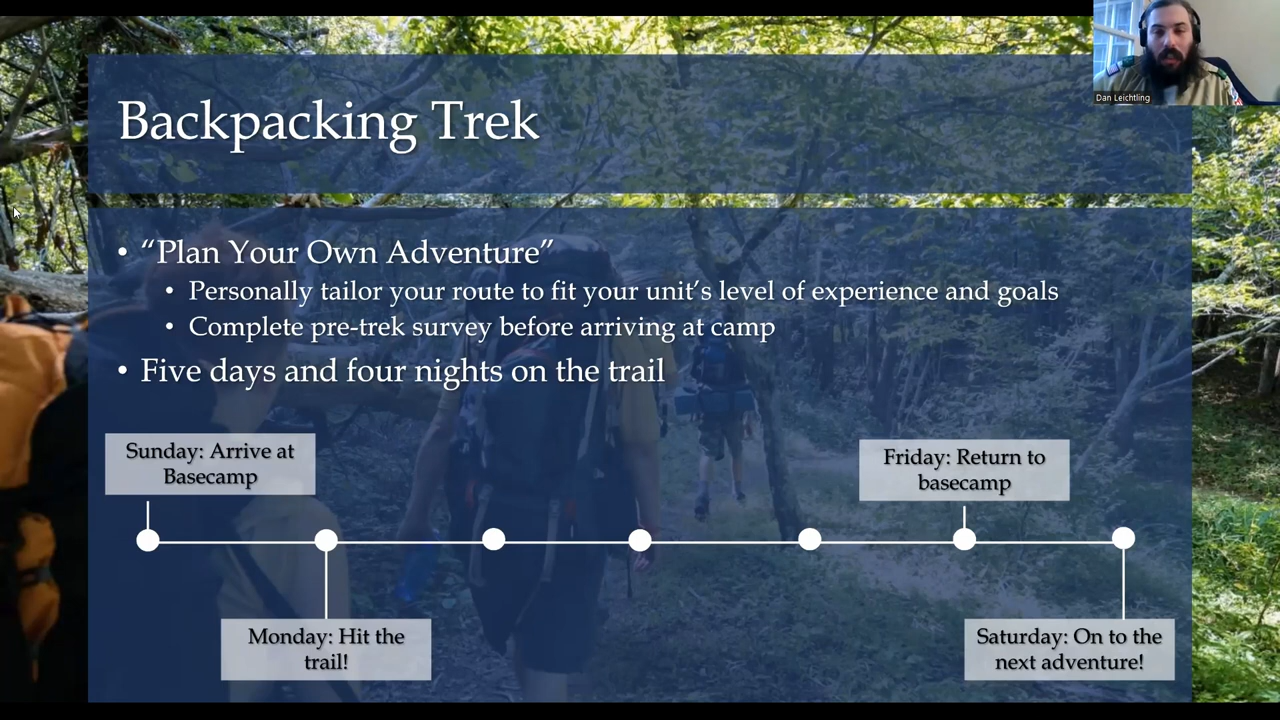 Backpacking Trek
Dan Leichtling
• “Plan Your Own Adventure”
• Personally tailor your route to fit your unit’s level of experience and goals
• Complete pre-trek survey before arriving at camp
• Five days and four nights on the trail
Sunday: Arrive at
Basecamp
Friday: Return to
basecamp
Monday: Hit the
trail!
Saturday: On to the
next adventure!